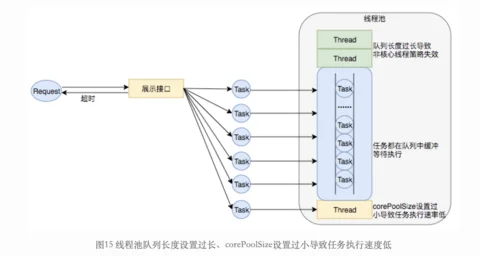 线程池
Thread
Thread
队列长度过长导致
非核心线程策略失效
Request
超时
展示接口
Task
Task
Task
Task
Task
Task
Task
......
Task
Task
Task
Task
Task
任务都在队列中缓冲
等待执行
Thread
corePoolSize设置过
小导致任务执行速率低
图15 线程池队列长度设置过长、corePoolSize设置过小导致任务执行速度低